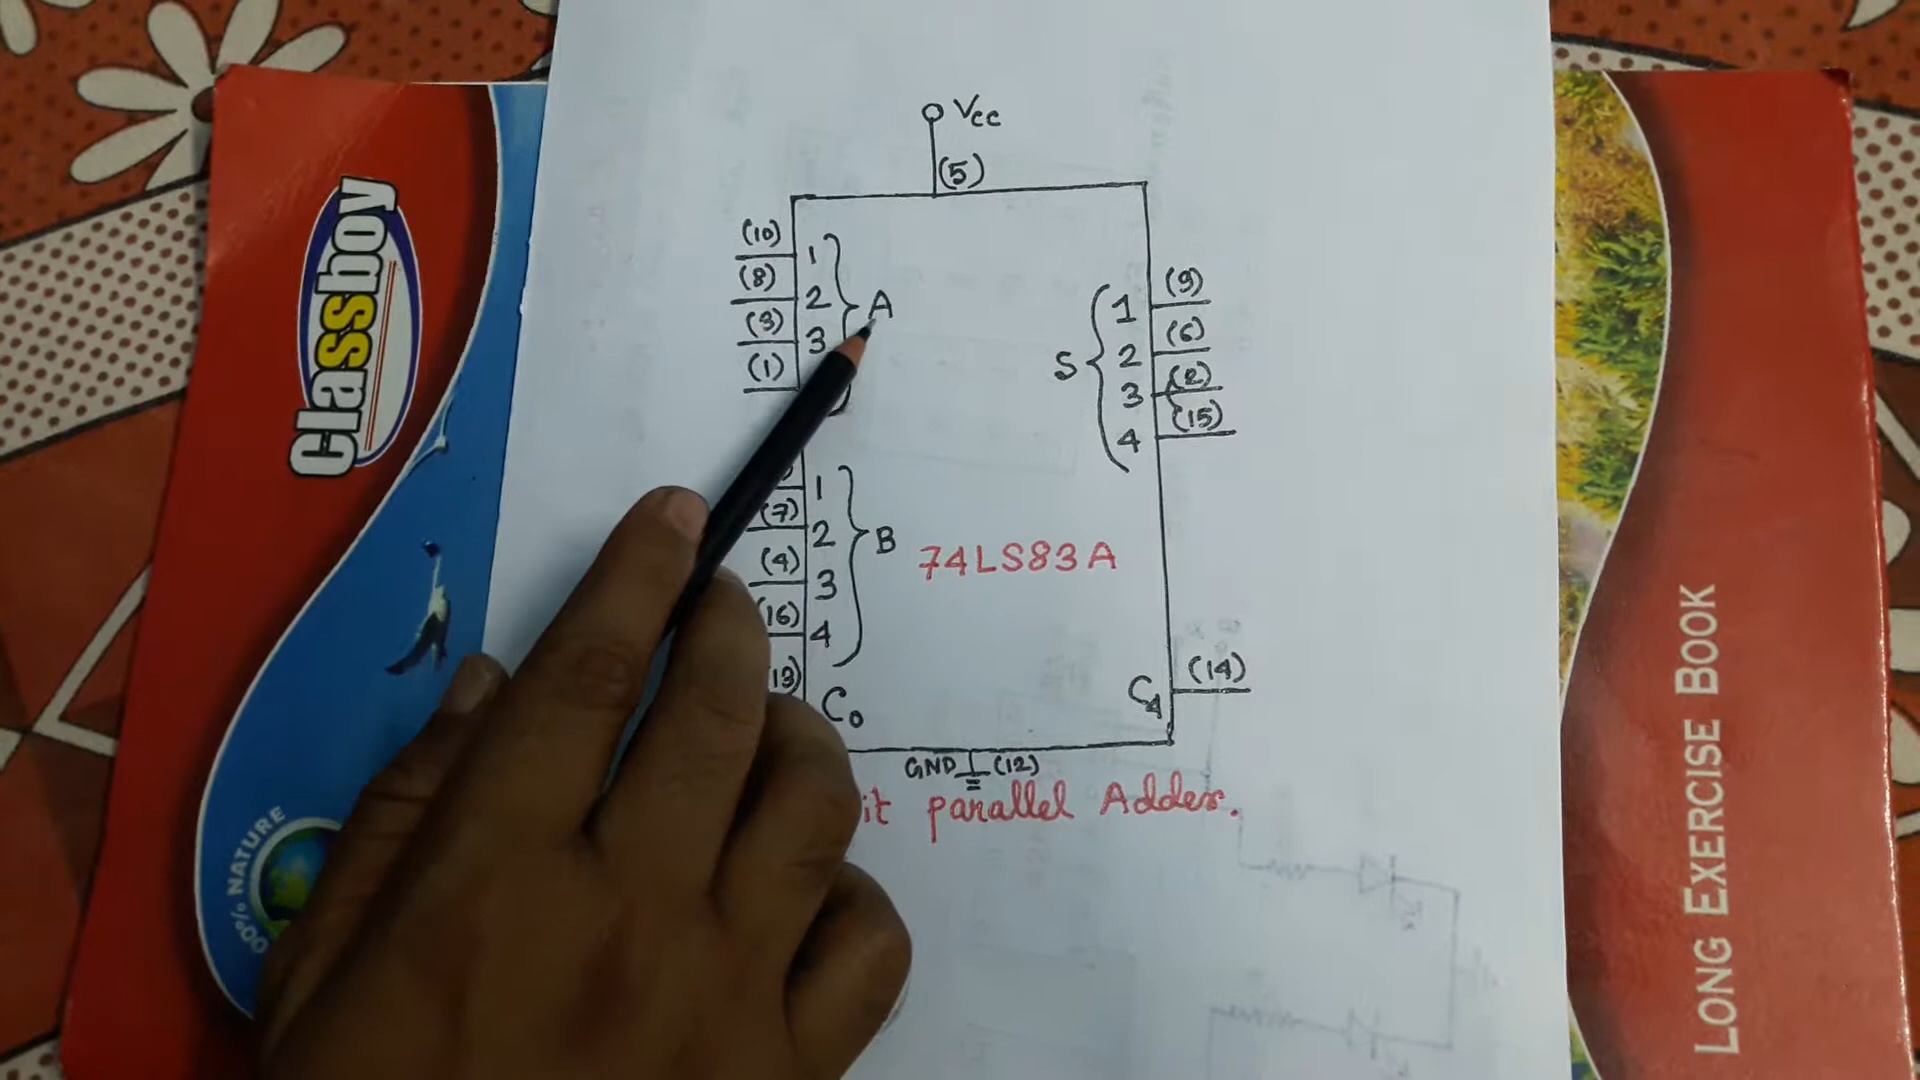 Vcc
(5)
(10)
1
(8)
2
A
(3)
3
(1)
S
1
(9)
2
(6)
3
(2)
4
(15)
1
(7)
2
B
74LS83A
(4)
3
(16)
4
13)
C0
C4
(14)
GND
(12)
it parallel Adder.
Classboy
100% NATURE
LONG EXERCISE BOOK